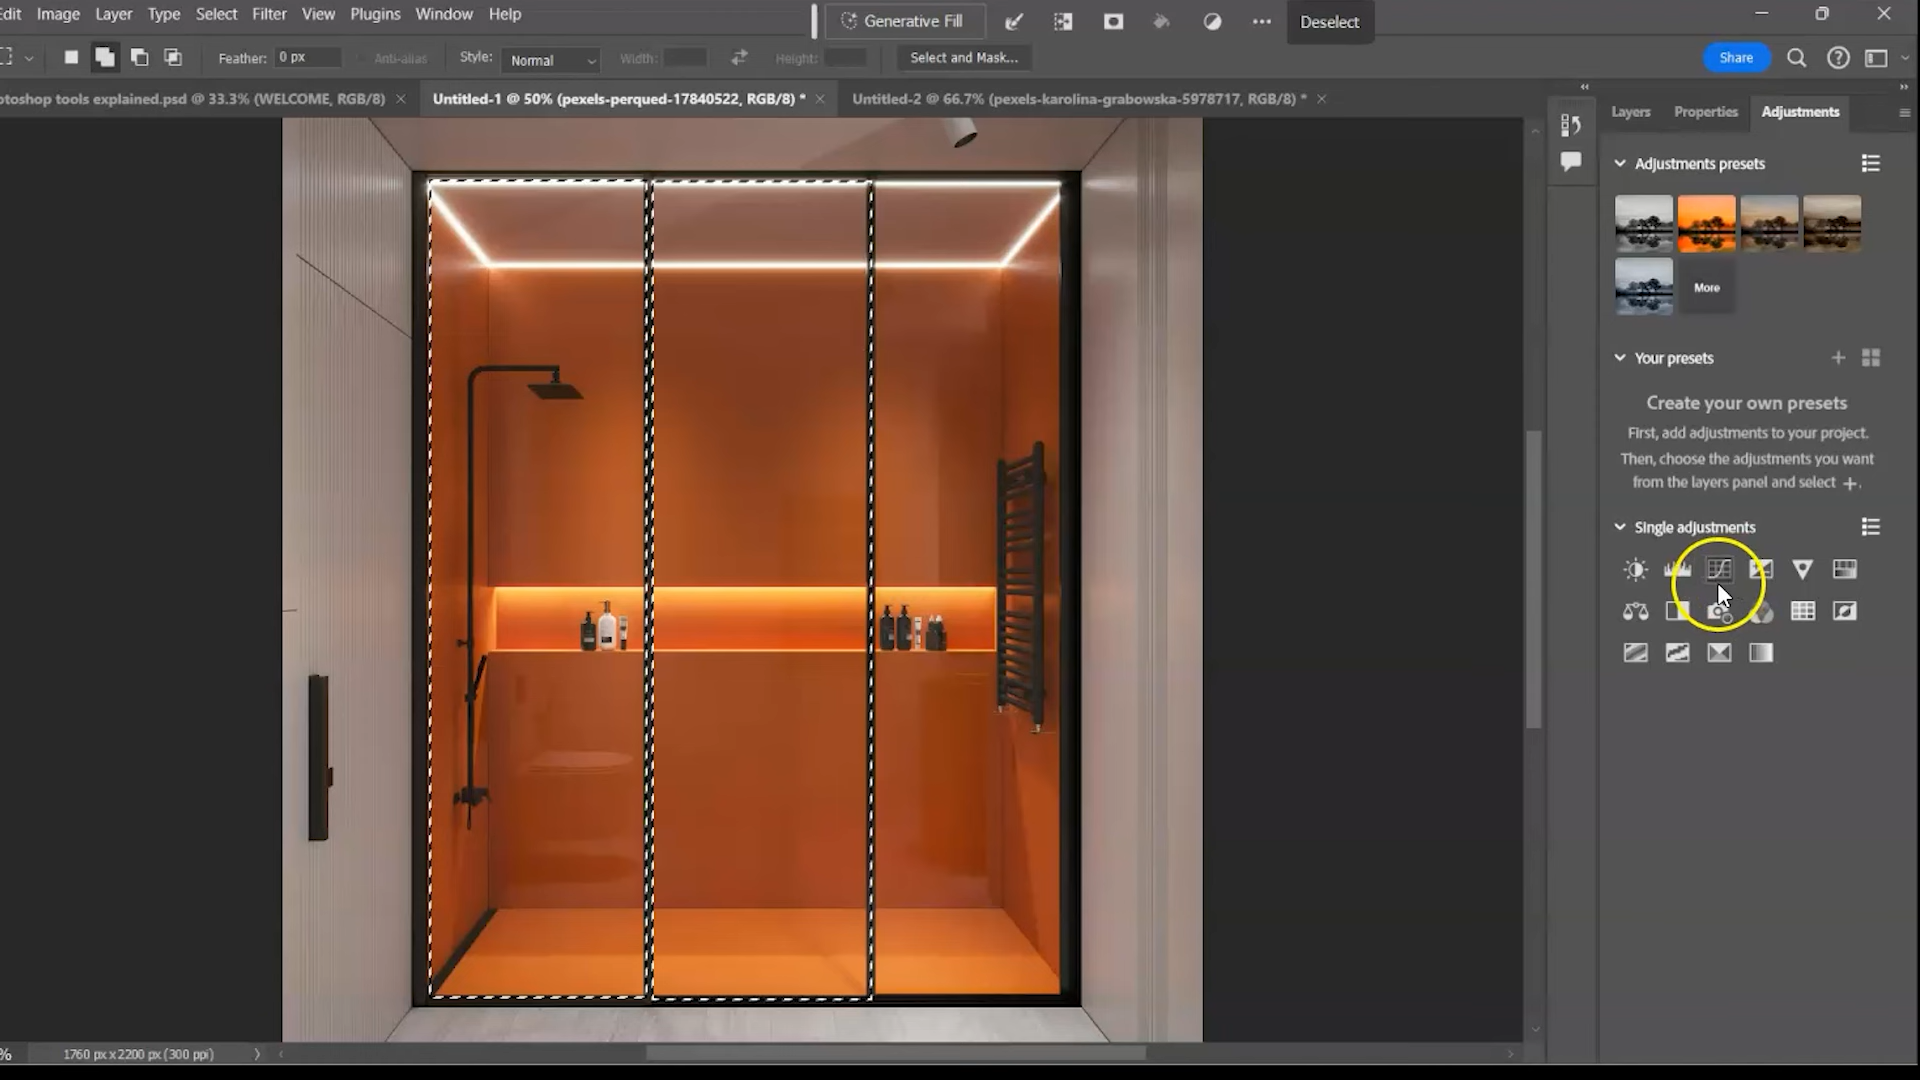 Edit Image Layer Type Select Filter View Plugins Window Help
Generative Fill
Deselect
Feather: 0 px
Anti-alias
Style: Normal
Width:
Height:
Select and Mask...
Share
otoshop tools explained.psd @ 33.3% (WELCOME, RGB/8)
Untitled-1 @ 50% (pexels-perqued-17840522, RGB/8) *
Untitled-2 @ 66.7% (pexels-karolina-grabowska-5978717, RGB/8) *
Layers Properties Adjustments
Adjustments presets
More
Your presets
Create your own presets
First, add adjustments to your project.
Then, choose the adjustments you want
from the layers panel and select +.
Single adjustments
% 1760 px x 2200 px (300 ppi)